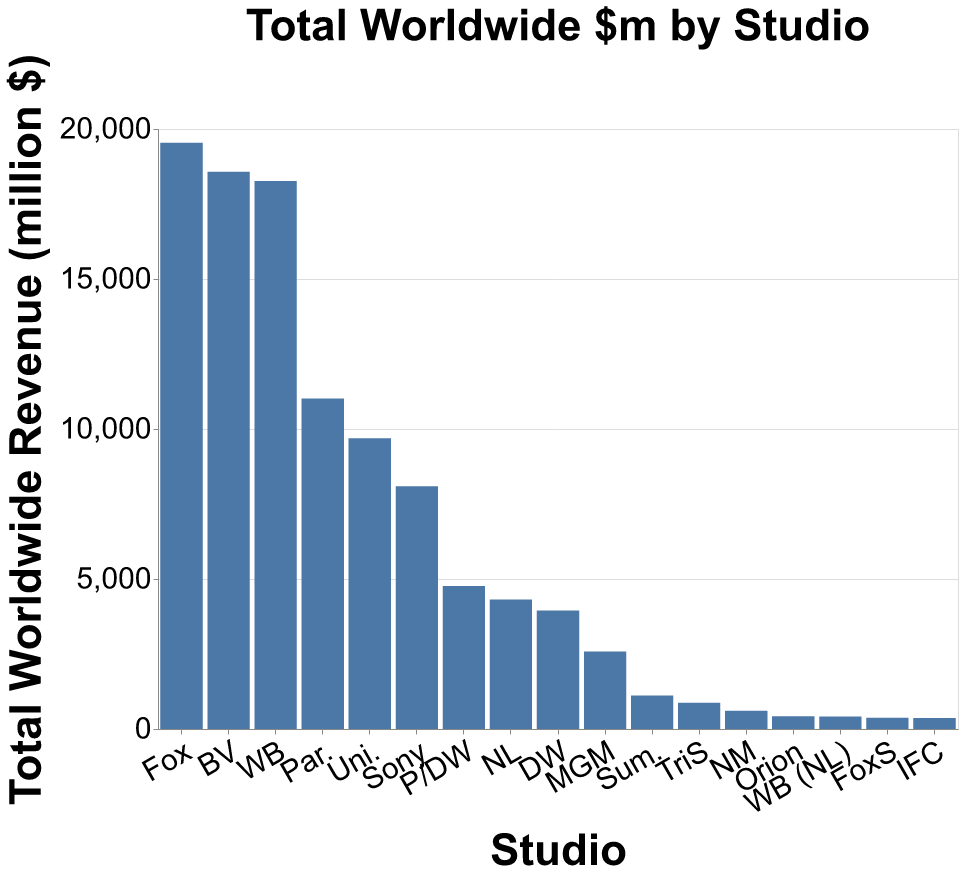 Total Worldwide $m by Studio
Total Worldwide Revenue (million $)
20,000
15,000
10,000
5,000
0
Fox
BV
WB
Par.
Uni.
Sony
P/DW
NL
DW
MGM
Sum.
TriS
NM
Orion
WB (NL)
FoxS
IFC
Studio